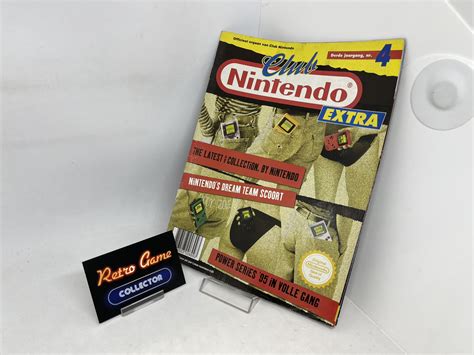 Officieel orgaan van Club Nintendo
Derde jaargang, nr. 4
Club
Nintendo
EXTRA
THE LATEST COLLECTION. BY NINTENDO
NINTENDO'S DREAM TEAM SCOORT
POWER SERIES '95 IN VOLLE GANG
Nintendo
Retro Game
COLLECTOR